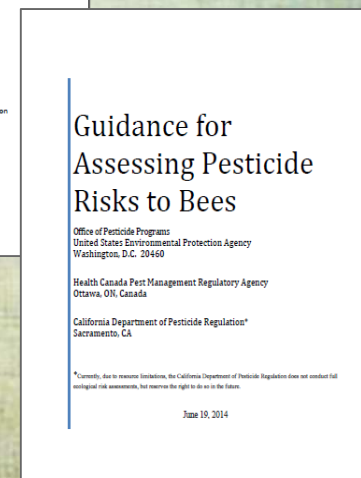 on
Guidance for
Assessing Pesticide
Risks to Bees
Office of Pesticide Programs
United States Environmental Protection Agency
Washington, D.C. 20460
Health Canada Pest Management Regulatory Agency
Ottawa, ON, Canada
California Department of Pesticide Regulation*
Sacramento, CA
*Currently, due to resource limitations, the California Department of Pesticide Regulation does not conduct full
ecological risk assessments, but reserves the right to do so in the future.
June 19, 2014